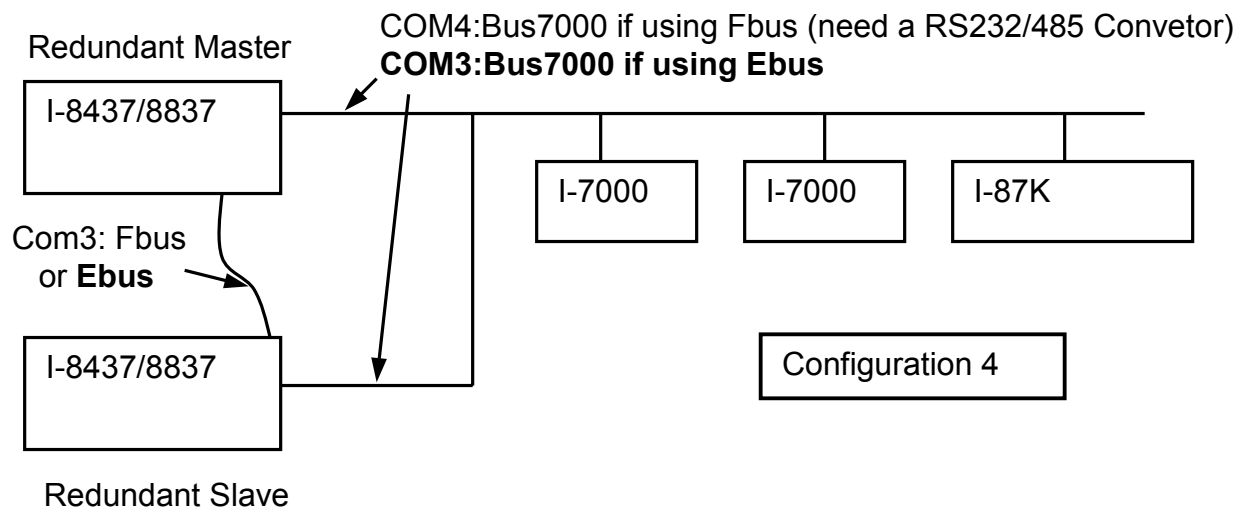 COM4:Bus7000 if using Fbus (need a RS232/485 Convetor)
COM3:Bus7000 if using Ebus
Redundant Master
I-8437/8837
I-7000
I-7000
I-87K
Com3: Fbus
or Ebus
I-8437/8837
Configuration 4
Redundant Slave